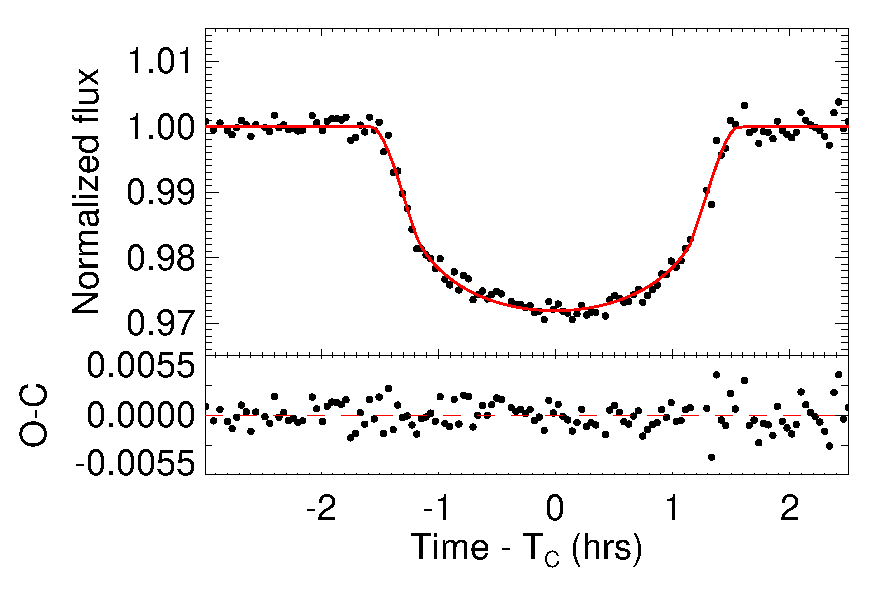 Normalized flux
1.01
1.00
0.99
0.98
0.97
O-C
0.0055
0.0000
-0.0055
-2 -1 0 1 2
Time - T_C (hrs)